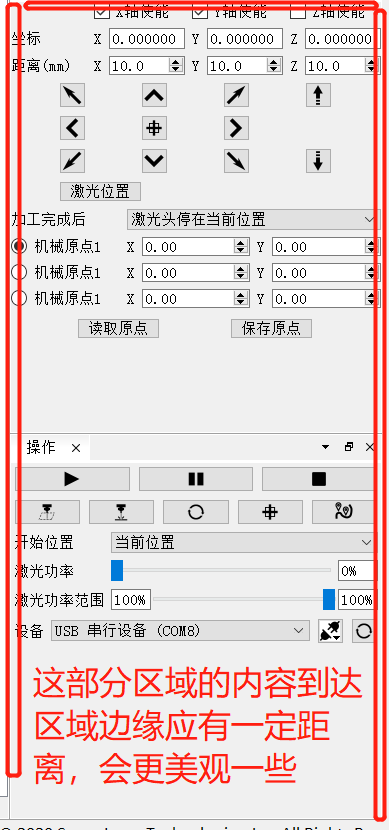 X轴使能 Y轴使能 Z轴使能
坐标 X 0.000000 Y 0.000000 Z 0.000000
距离(mm) X 10.0 Y 10.0 Z 10.0
激光位置
加工完成后 激光头停在当前位置
机械原点1 X 0.00 Y 0.00
机械原点1 X 0.00 Y 0.00
机械原点1 X 0.00 Y 0.00
读取原点 保存原点
操作
开始位置 当前位置
激光功率 0%
激光功率范围 100% 100%
设备 USB 串行设备 (COM8)
这部分区域的内容到达
区域边缘应有一定距
离，会更美观一些